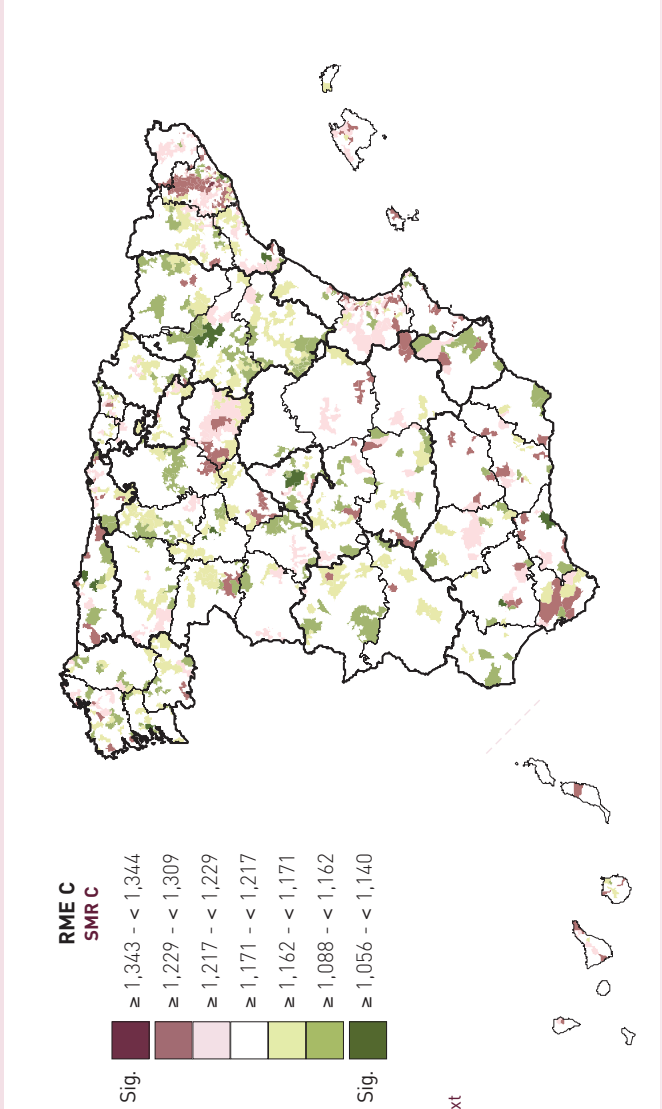 RME C
SMR C
Sig. ≥ 1,343 - < 1,344
≥ 1,229 - < 1,309
≥ 1,217 - < 1,229
≥ 1,171 - < 1,217
≥ 1,162 - < 1,171
≥ 1,088 - < 1,162
Sig. ≥ 1,056 - < 1,140
xt